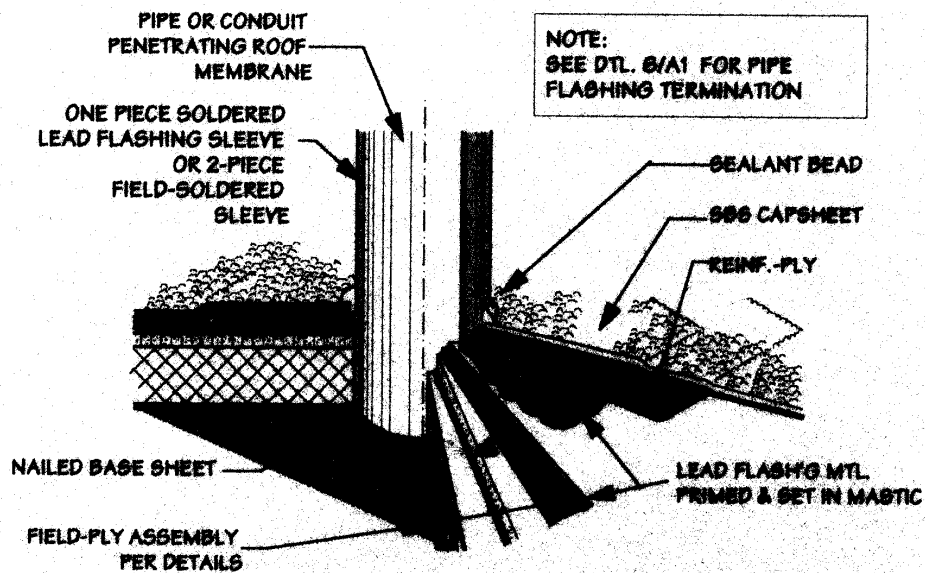 PIPE OR CONDUIT
PENETRATING ROOF
MEMBRANE
NOTE:
SEE DTL. 8/A1 FOR PIPE
FLASHING TERMINATION
ONE PIECE SOLDERED
LEAD FLASHING SLEEVE
OR 2-PIECE
FIELD-SOLDERED
SLEEVE
SEALANT BEAD
SBS CAPSHEET
REINF.-PLY
NAILED BASE SHEET
LEAD FLASH'G MTL.
PRIMED & SET IN MASTIC
FIELD-PLY ASSEMBLY
PER DETAILS